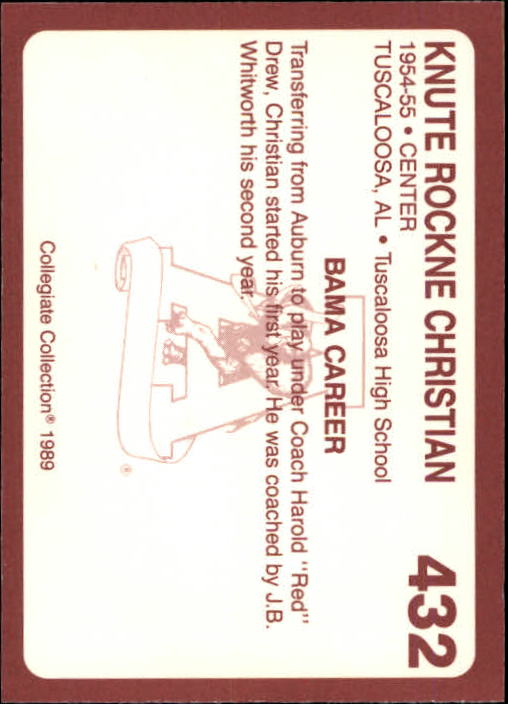 KNUTE ROCKNE CHRISTIAN 432
1954-55 • CENTER
TUSCALOOSA, AL • Tuscaloosa High School
BAMA CAREER
Transferring from Auburn to play under Coach Harold "Red"
Drew, Christian started his first year. He was coached by J.B.
Whitworth his second year.
Collegiate Collection® 1989
®